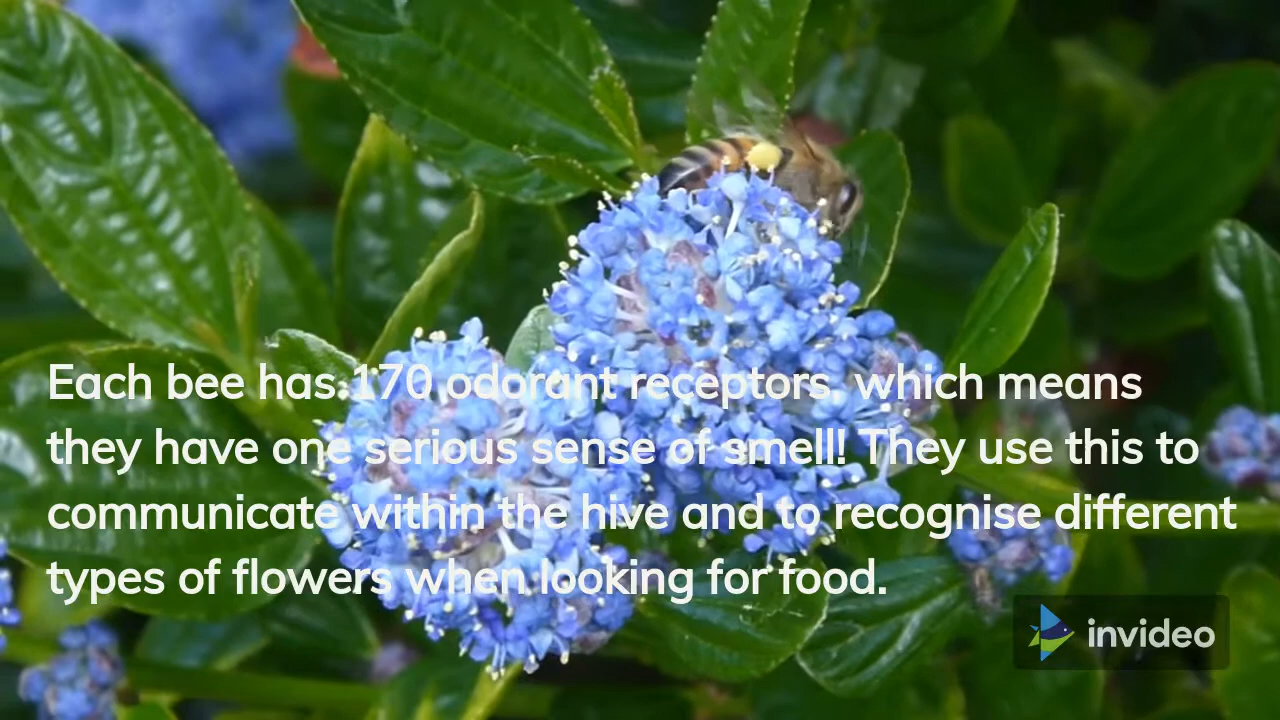 Each bee has 170 odorant receptors, which means
they have one serious sense of smell! They use this to
communicate within the hive and to recognise different
types of flowers when looking for food.
invideo